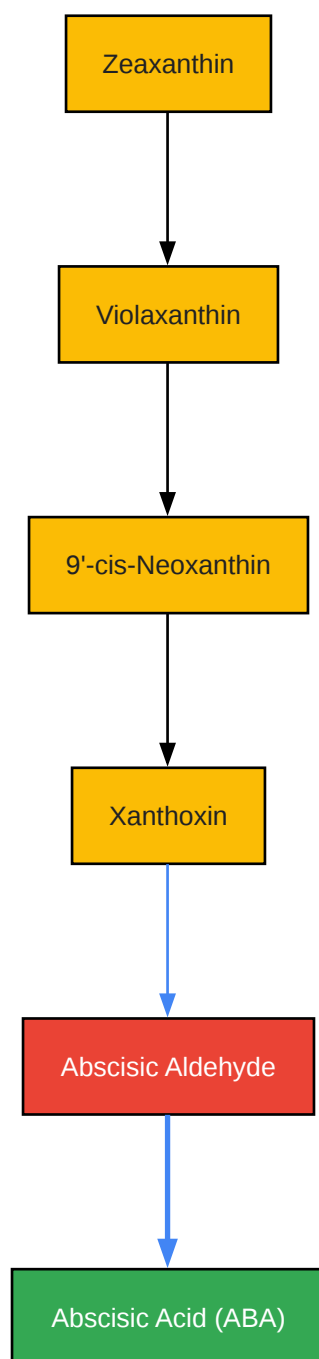 Zeaxanthin
Violaxanthin
9'-cis-Neoxanthin
Xanthoxin
Abscisic Aldehyde
Abscisic Acid (ABA)